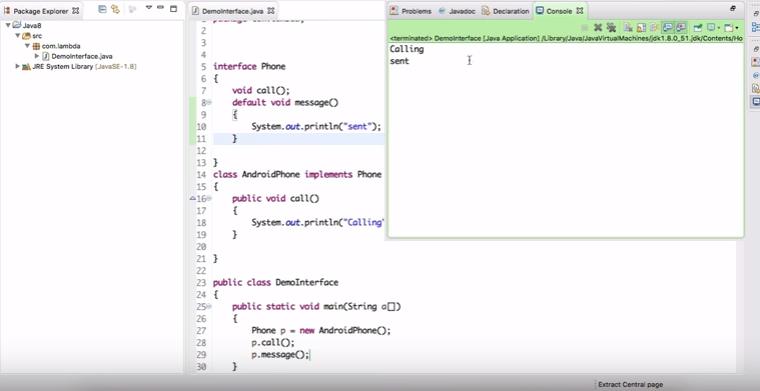 Package Explorer
Java8
src
com.lambda
DemoInterface.java
JRE System Library [JavaSE-1.8]
DemoInterface.java
2
3
4
5 interface Phone
6 {
7 void call();
8 default void message()
9 {
10 System.out.println("sent");
11 }
12
13 }
14 class AndroidPhone implements Phone
15 {
16 public void call()
17 {
18 System.out.println("Calling"
19 }
20
21 }
22
23 public class DemoInterface
24 {
25 public static void main(String a[])
26 {
27 Phone p = new AndroidPhone();
28 p.call();
29 p.message();
30 }
Problems Javadoc Declaration Console
<terminated> DemoInterface [Java Application] /Library/Java/JavaVirtualMachines/jdk1.8.0_51.jdk/Contents/Ho
Calling
sent
Extract Central page